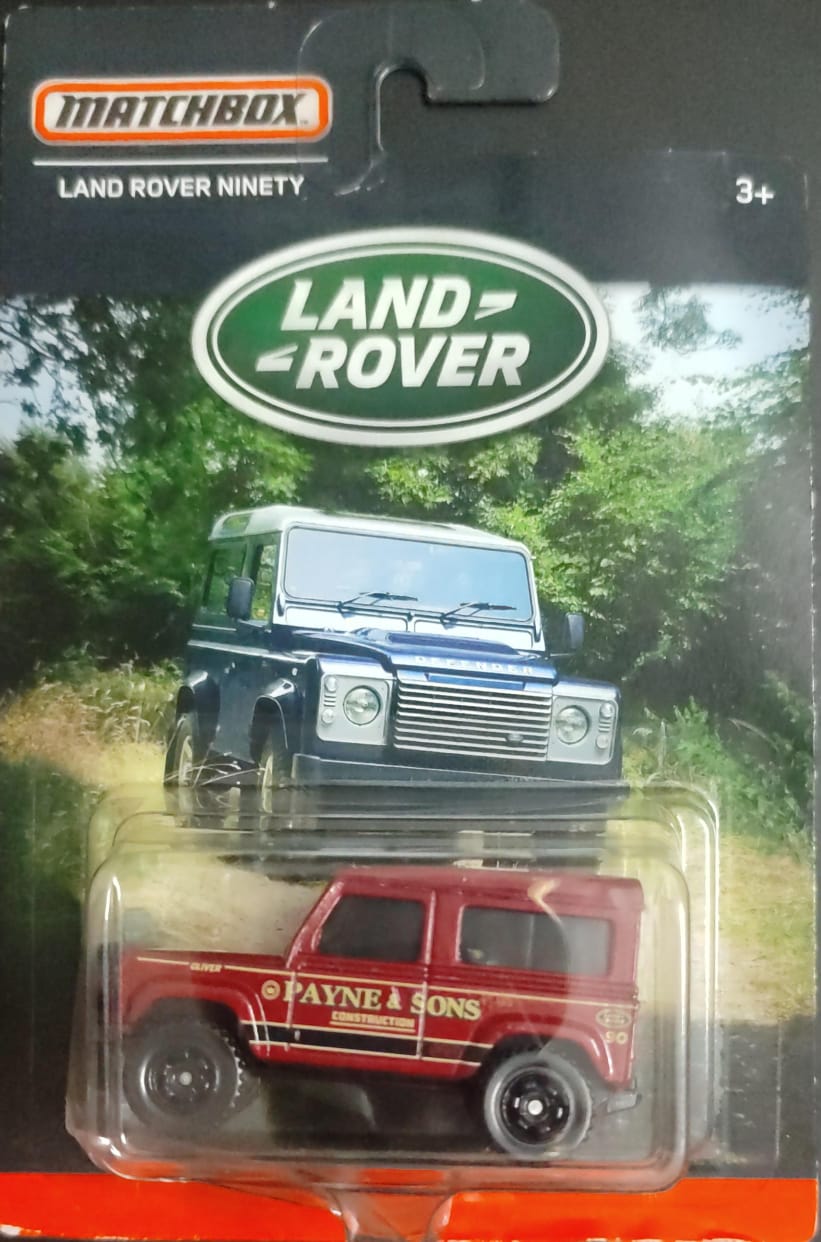 MATCHBOX
LAND ROVER NINETY
3+
LAND
ROVER
DEFENDER
OLIVER
PAYNE & SONS
CONSTRUCTION
90